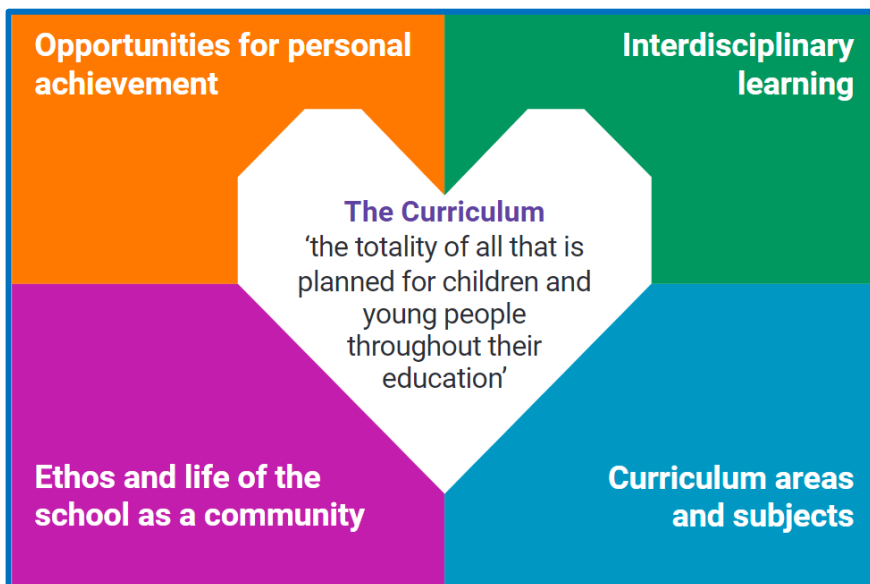 Opportunities for personal
achievement
Interdisciplinary
learning
The Curriculum
‘the totality of all that is
planned for children and
young people
throughout their
education’
Ethos and life of the
school as a community
Curriculum areas
and subjects